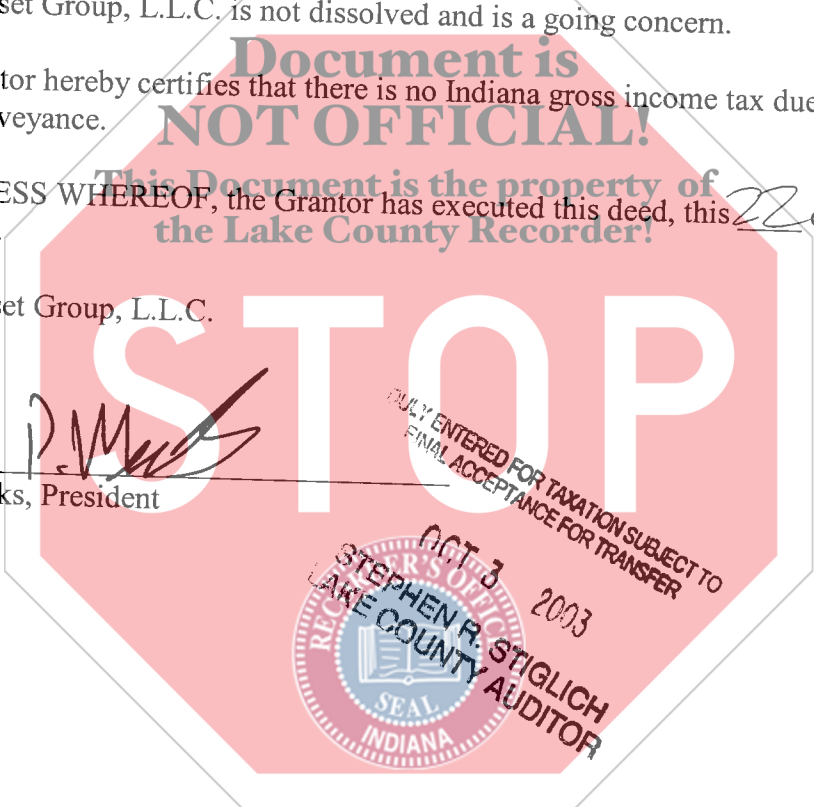 set Group, L.L.C. is not dissolved and is a going concern.
Document is
tor hereby certifies that there is no Indiana gross income tax due
veyance.
NOT OFFICIAL!
This Document is the property of
ESS WHEREOF, the Grantor has executed this deed, this 22
the Lake County Recorder!
set Group, L.L.C.
STOP
P. 
ks, President
DULY ENTERED FOR TAXATION SUBJECT TO
FINAL ACCEPTANCE FOR TRANSFER
OCT 3 2003
STEPHEN R. STIGLICH
LAKE COUNTY AUDITOR
RECORDER'S OFFICE
SEAL
INDIANA